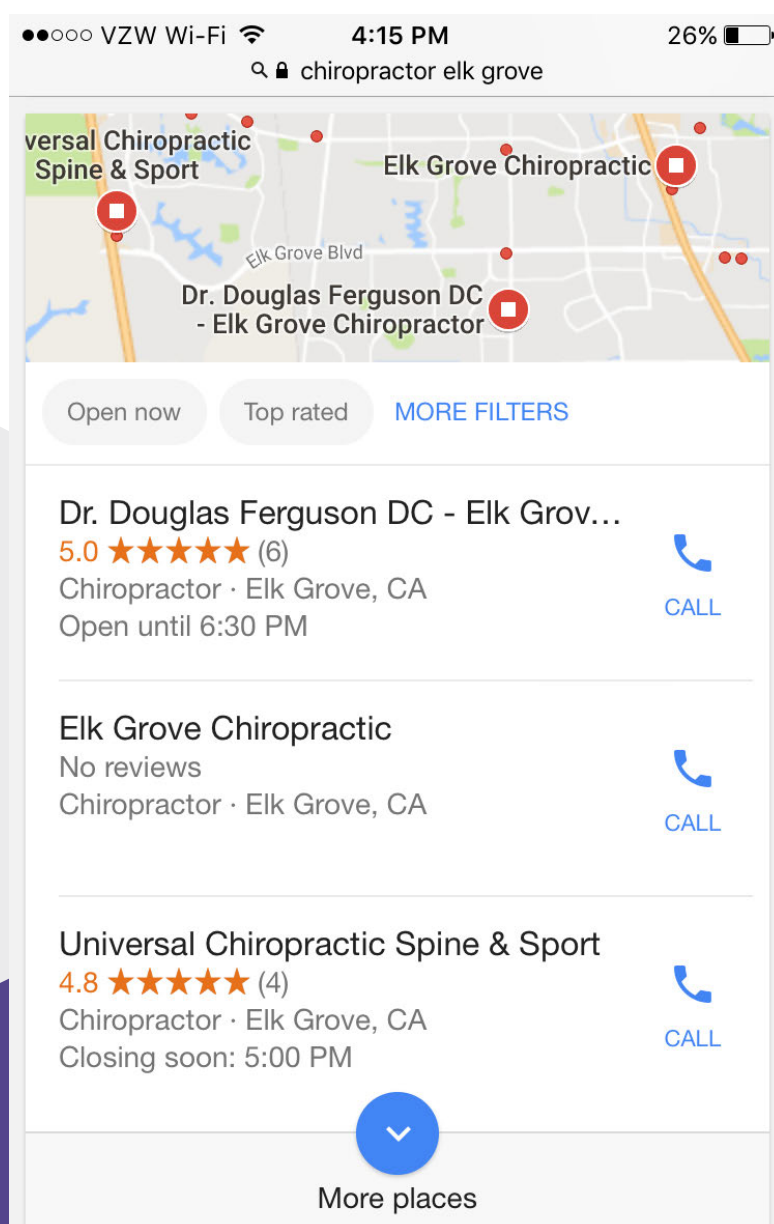 VZW Wi-Fi 4:15 PM 26%
chiropractor elk grove
versal Chiropractic
Spine & Sport
Elk Grove Chiropractic
Elk Grove Blvd
Dr. Douglas Ferguson DC
- Elk Grove Chiropractor
Open now Top rated MORE FILTERS
Dr. Douglas Ferguson DC - Elk Grov...
5.0 ★★★★★ (6)
Chiropractor · Elk Grove, CA
Open until 6:30 PM
CALL
Elk Grove Chiropractic
No reviews
Chiropractor · Elk Grove, CA
CALL
Universal Chiropractic Spine & Sport
4.8 ★★★★★ (4)
Chiropractor · Elk Grove, CA
Closing soon: 5:00 PM
CALL
More places